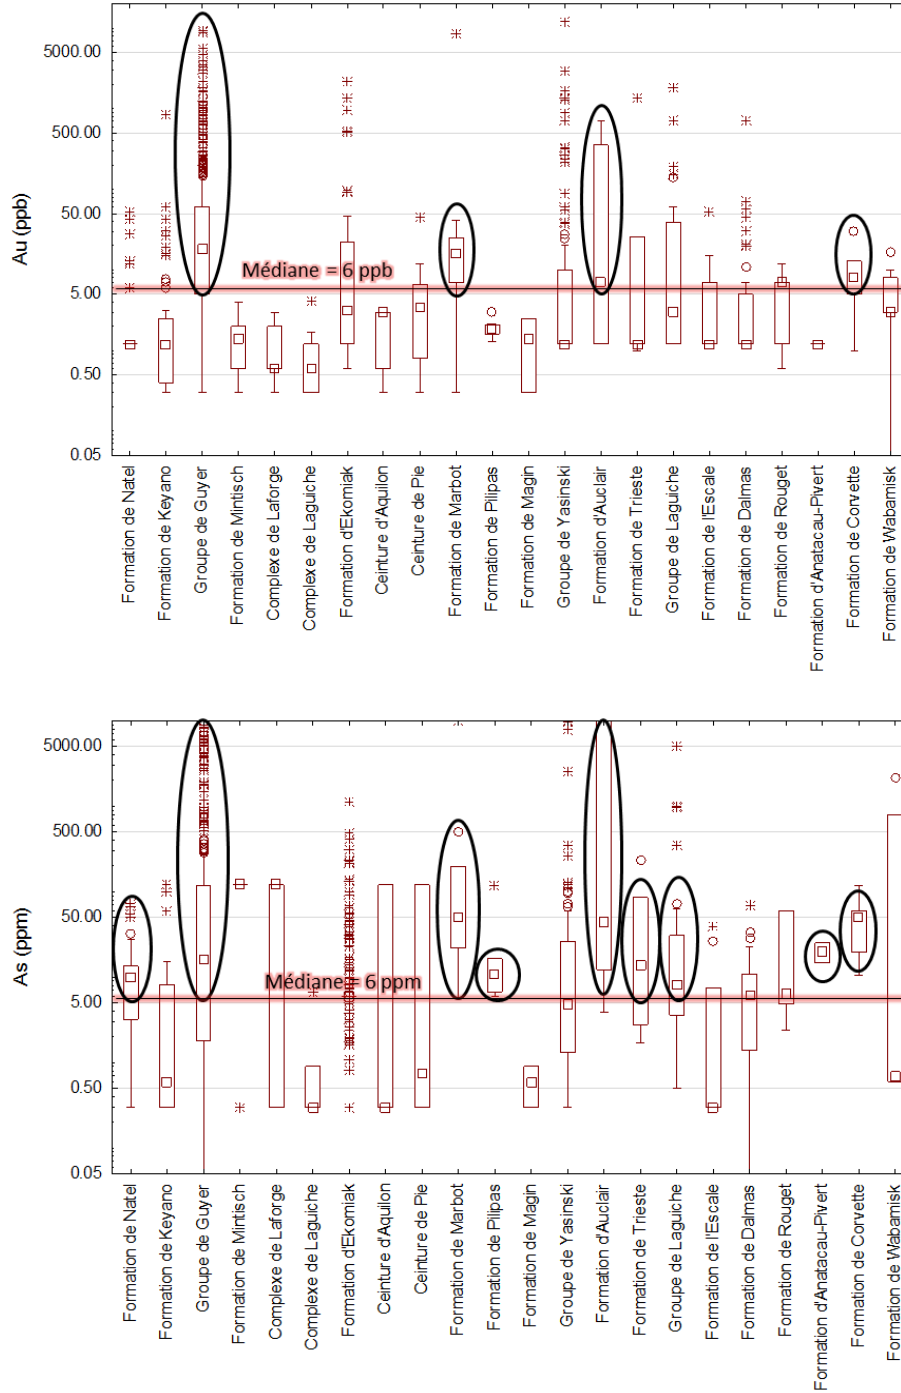 5000.00
500.00
50.00
5.00
0.50
0.05
Au (ppb)
Médiane = 6 ppb
Formation de Natel
Formation de Keyano
Groupe de Guyer
Formation de Mintisch
Complexe de Laforge
Complexe de Laguiche
Formation d'Ekomiak
Ceinture d'Aquilon
Ceinture de Pie
Formation de Marbot
Formation de Pilipas
Formation de Magin
Groupe de Yasinski
Formation d'Auclair
Formation de Trieste
Groupe de Laguiche
Formation de l'Escale
Formation de Dalmas
Formation de Rouget
Formation d'Anatacau-Pivert
Formation de Corvette
Formation de Wabamisk
5000.00
500.00
50.00
5.00
0.50
0.05
As (ppm)
Médiane = 6 ppm
Formation de Natel
Formation de Keyano
Groupe de Guyer
Formation de Mintisch
Complexe de Laforge
Complexe de Laguiche
Formation d'Ekomiak
Ceinture d'Aquilon
Ceinture de Pie
Formation de Marbot
Formation de Pilipas
Formation de Magin
Groupe de Yasinski
Formation d'Auclair
Formation de Trieste
Groupe de Laguiche
Formation de l'Escale
Formation de Dalmas
Formation de Rouget
Formation d'Anatacau-Pivert
Formation de Corvette
Formation de Wabamisk